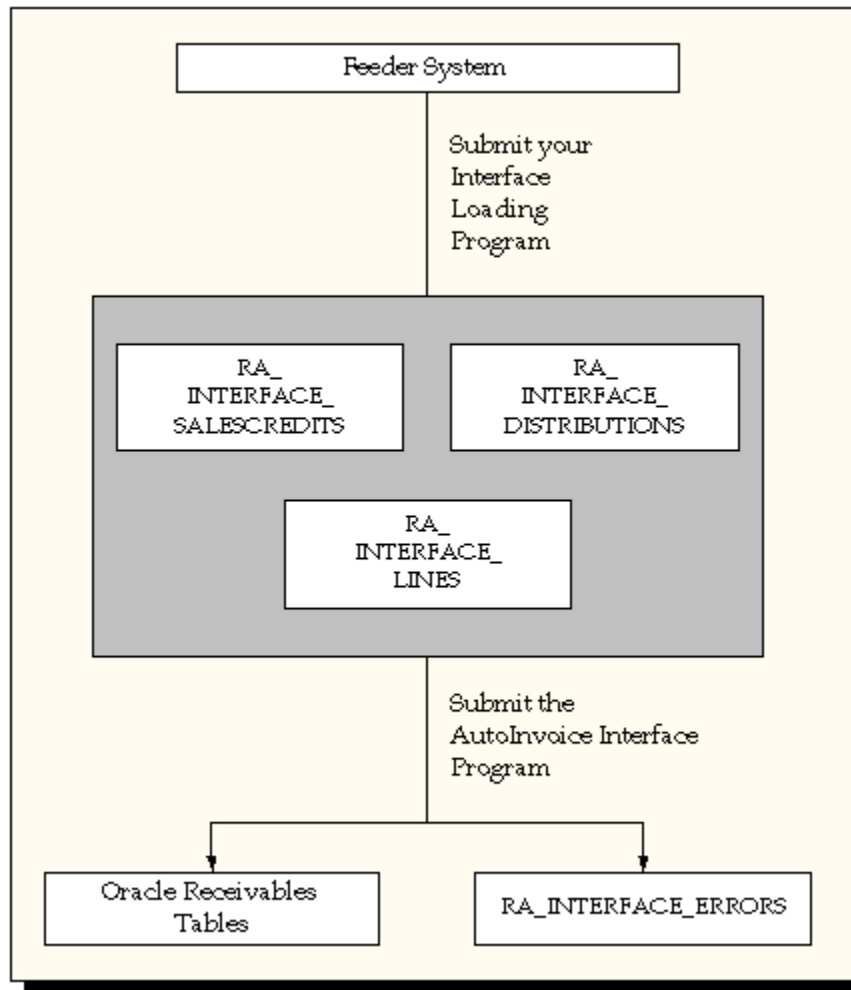 Feeder System
Submit your
Interface
Loading
Program
RA_
INTERFACE_
SALESCREDITS
RA_
INTERFACE_
DISTRIBUTIONS
RA_
INTERFACE_
LINES
Submit the
AutoInvoice Interface
Program
Oracle Receivables
Tables
RA_INTERFACE_ERRORS